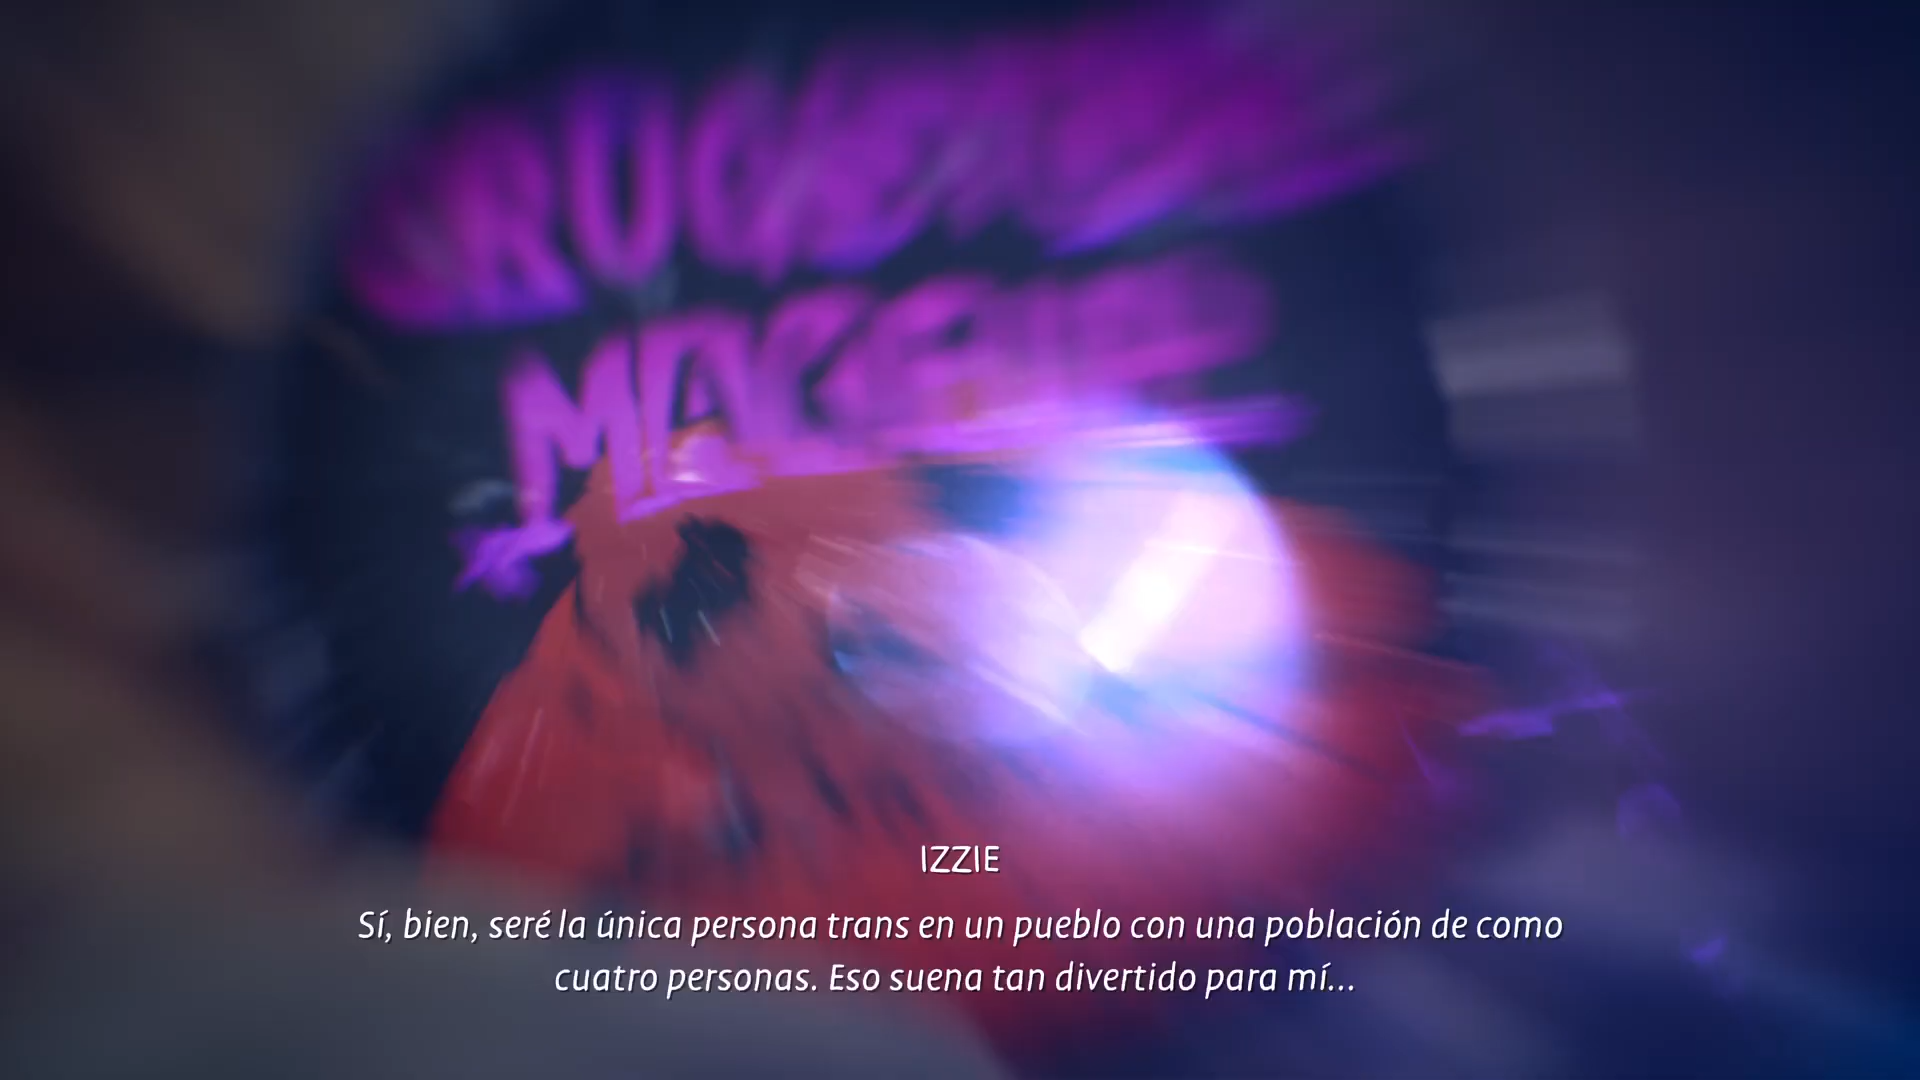 IZZIE
Sí, bien, seré la única persona trans en un pueblo con una población de como
cuatro personas. Eso suena tan divertido para mí...